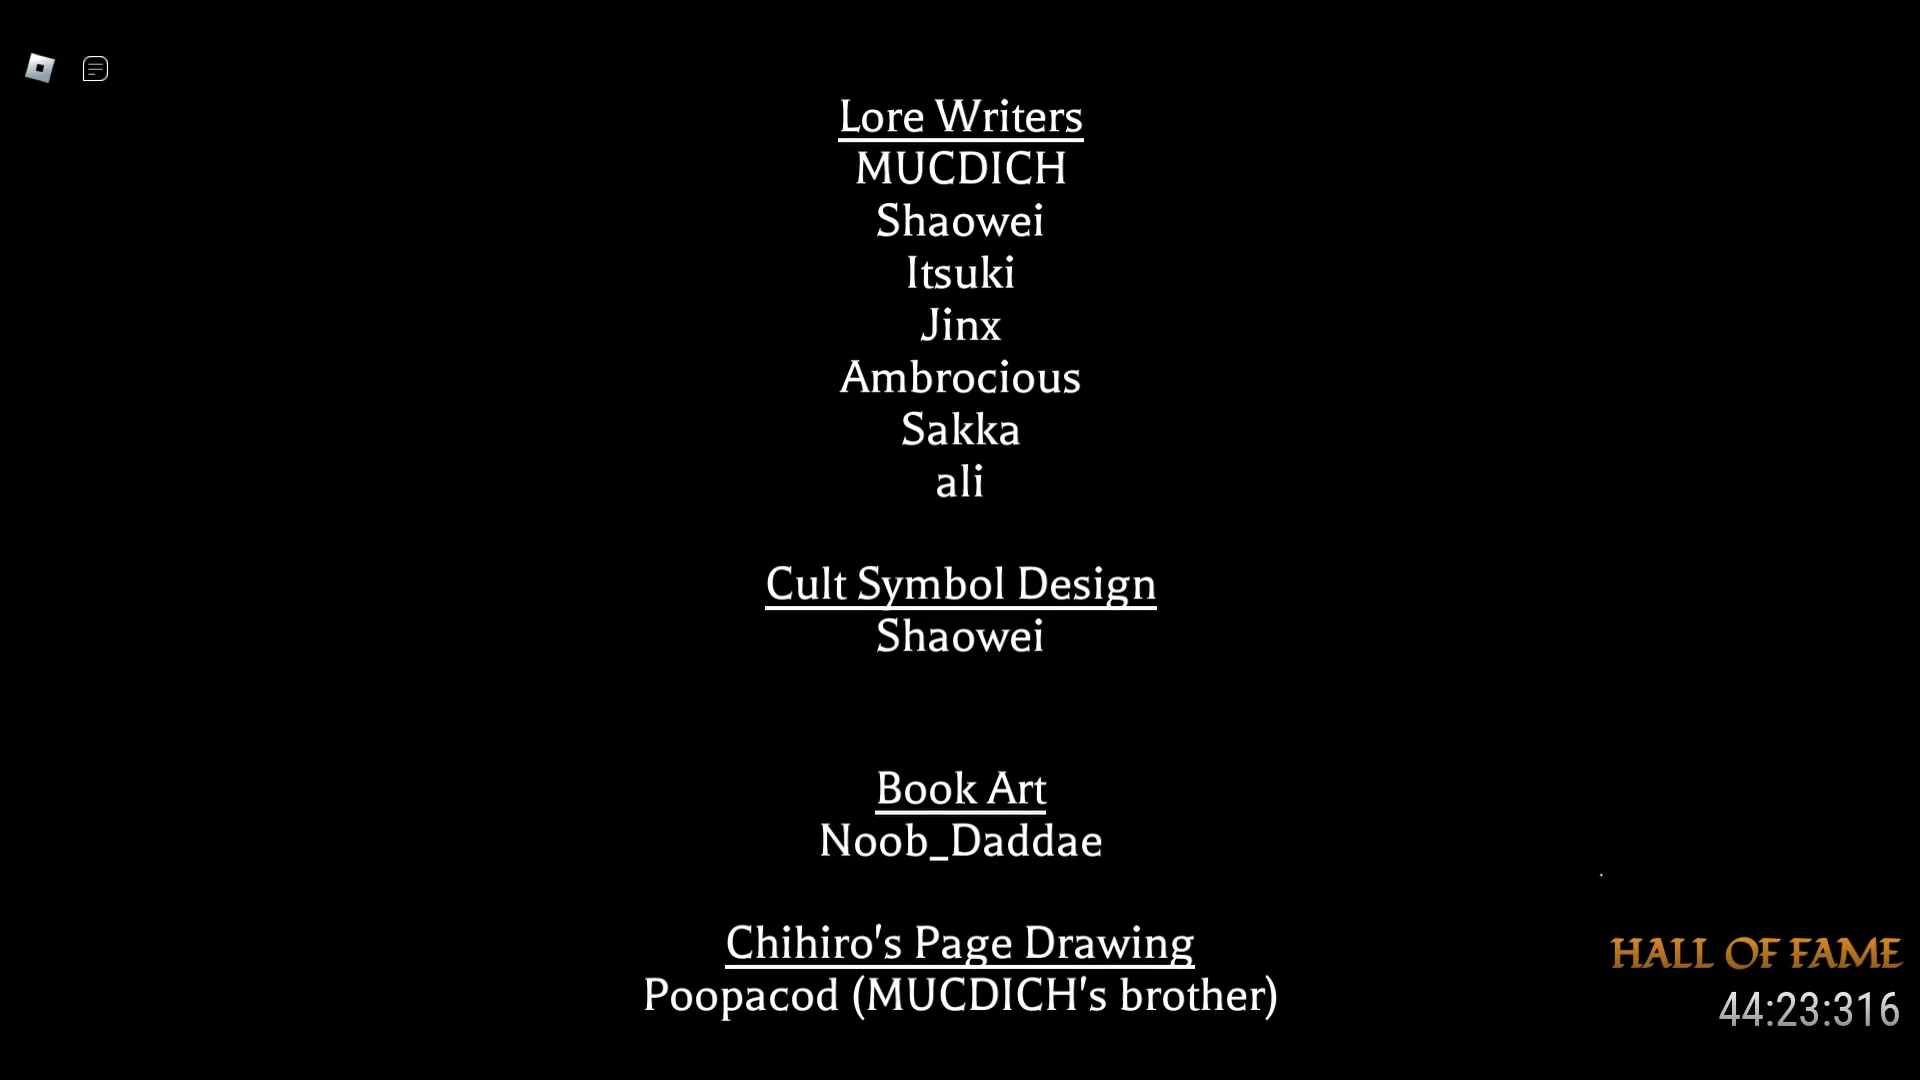 Lore Writers
MUCDICH
Shaowei
Itsuki
Jinx
Ambrocious
Sakka
ali
Cult Symbol Design
Shaowei
Book Art
Noob_Daddae
Chihiro's Page Drawing
Poopacod (MUCDICH's brother)
HALL OF FAME
44:23:316